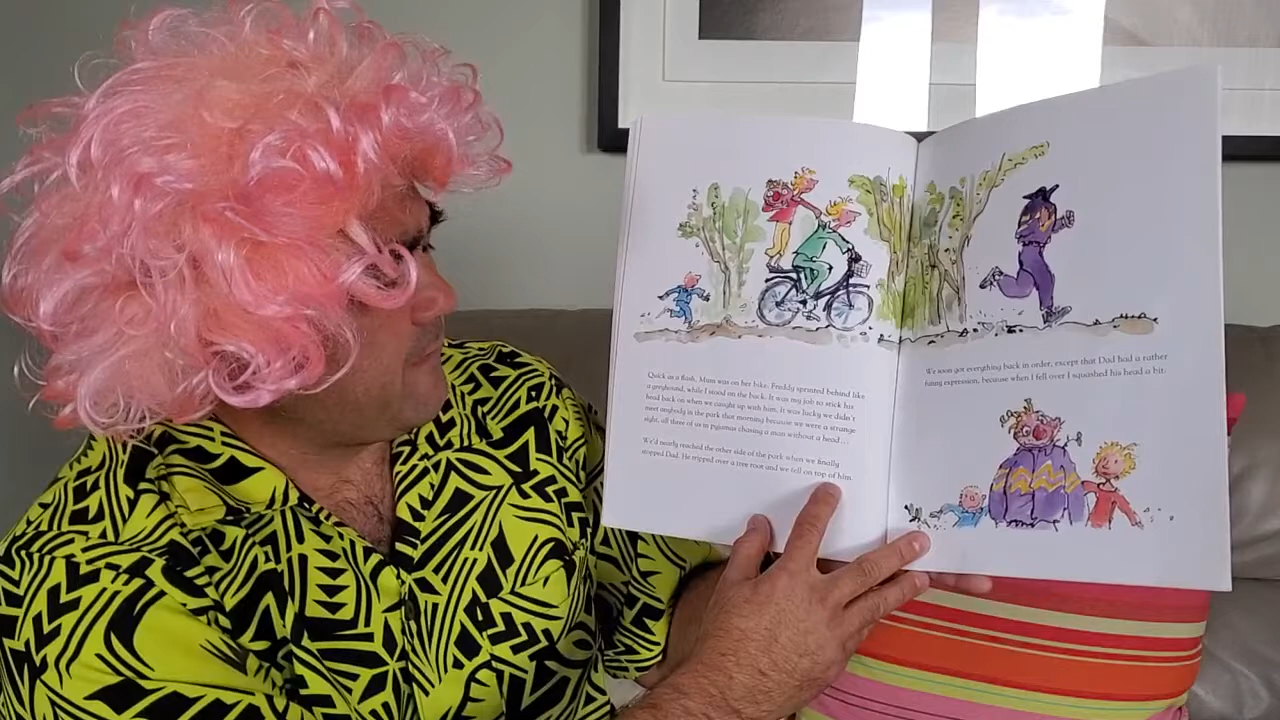 Quick as a flash, Mum was on her bike. Freddy sprinted behind like
a greyhound, while I stood on the back. It was my job to stick his
head back on when we caught up with him. It was lucky we didn't
meet anybody in the park that morning because we were a strange
sight, all three of us in pyjamas chasing a man without a head...
We'd nearly reached the other side of the park when we finally
stopped Dad. He tripped over a tree root and we fell on top of him.
We soon got everything back in order, except that Dad had a rather
funny expression, because when I fell over I squashed his head a bit.